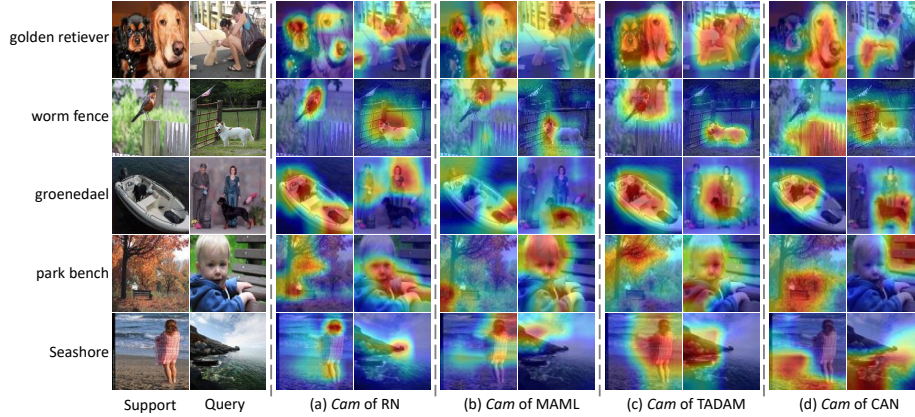 golden retriever
worm fence
groenedael
park bench
Seashore
Support Query (a) Cam of RN (b) Cam of MAML (c) Cam of TADAM (d) Cam of CAN